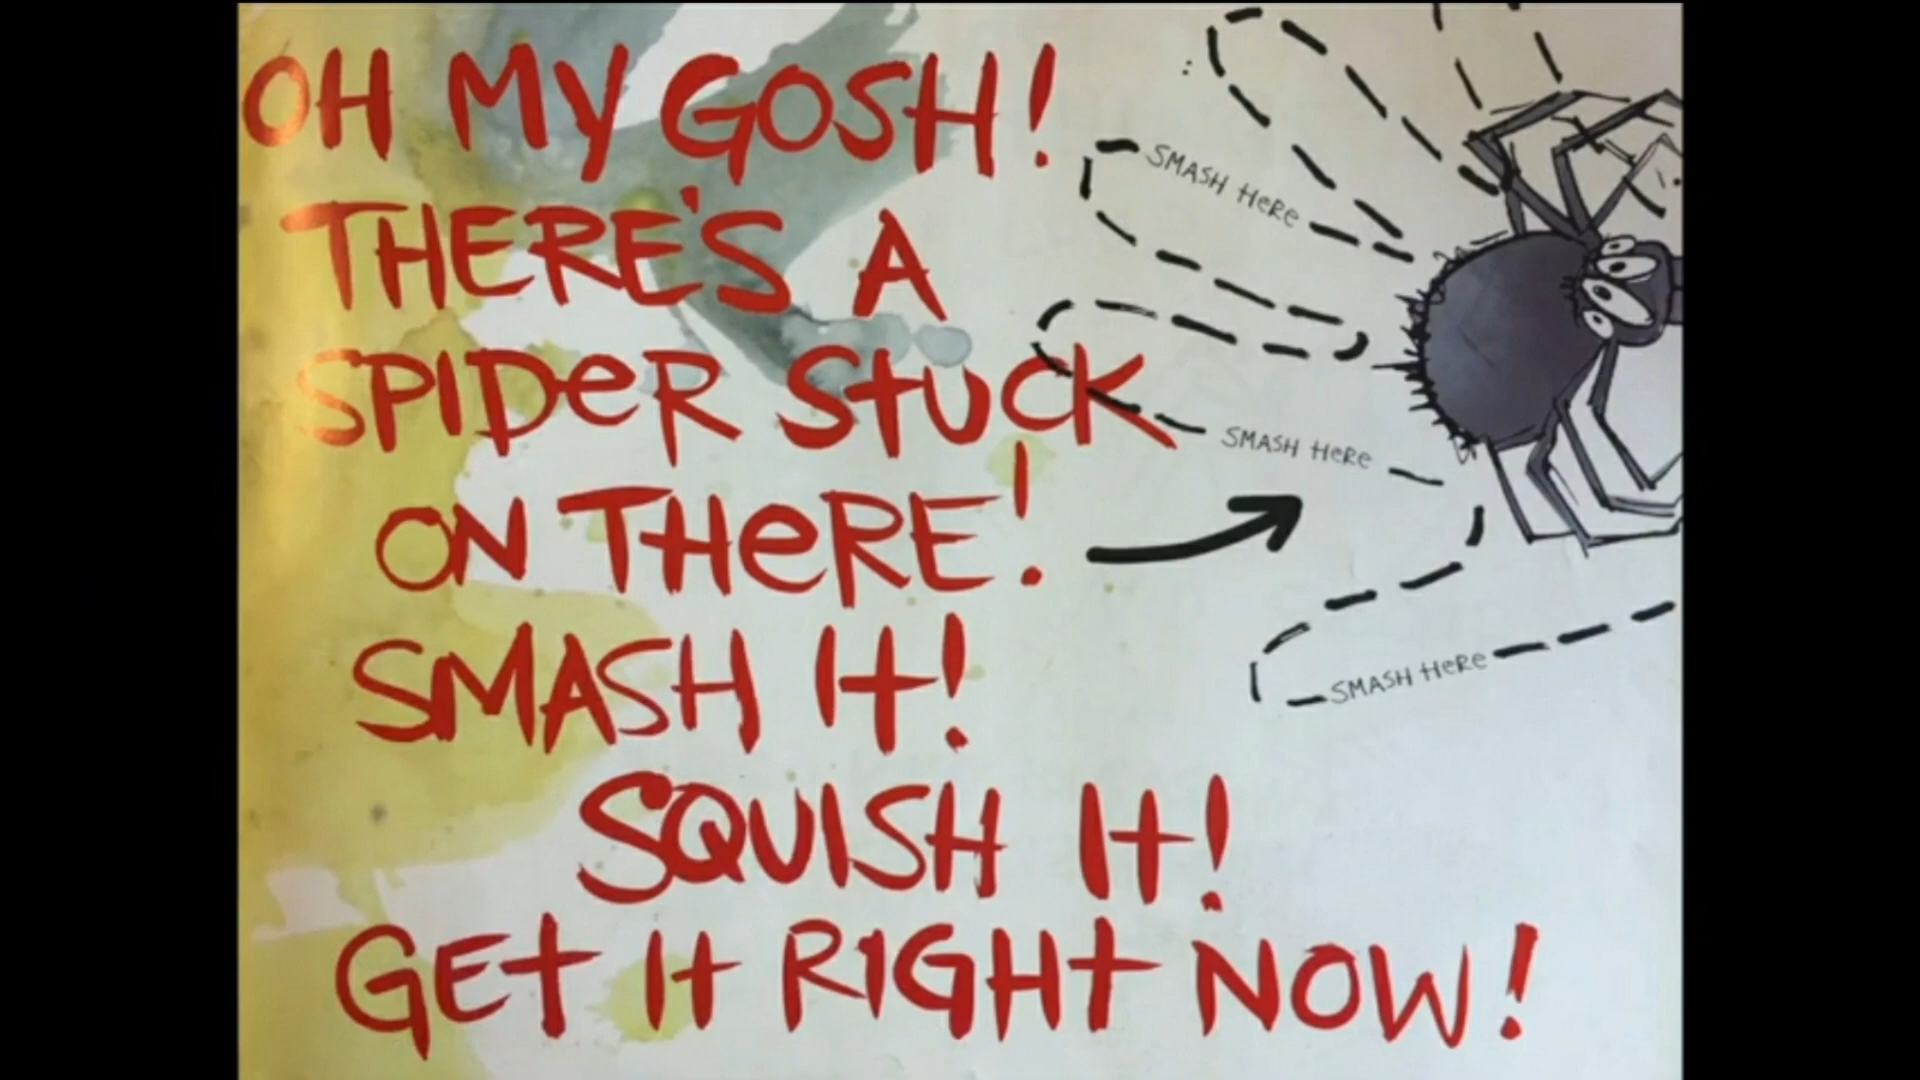 OH MY GOSH!
THERE'S A
SPIDER STUCK
ON THERE!
SMASH IT!
SQUISH IT!
GET IT RIGHT NOW!
SMASH HERE
SMASH HERE
SMASH HERE